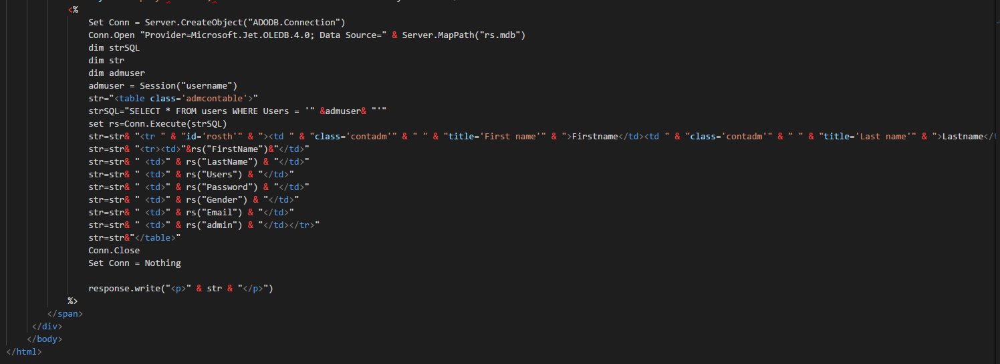 <%
Set Conn = Server.CreateObject("ADODB.Connection")
Conn.Open "Provider=Microsoft.Jet.OLEDB.4.0; Data Source=" & Server.MapPath("rs.mdb")
dim strSQL
dim str
dim admuser
admuser = Session("username")
str="<table class='admcontable'>"
strSQL="SELECT * FROM users WHERE Users = '" &admuser& "'"
set rs=Conn.Execute(strSQL)
str=str& "<tr " & "id='rosth'" & "><td " & "class='contadm'" & " " & "title='First name'" & ">Firstname</td><td " & "class='contadm'" & " " & "title='Last name'" & ">Lastname</
str=str& "<tr><td>"&rs("FirstName")&"</td>"
str=str& " <td>" & rs("LastName") & "</td>"
str=str& " <td>" & rs("Users") & "</td>"
str=str& " <td>" & rs("Password") & "</td>"
str=str& " <td>" & rs("Gender") & "</td>"
str=str& " <td>" & rs("Email") & "</td>"
str=str& " <td>" & rs("admin") & "</td></tr>"
str=str&"</table>"
Conn.Close
Set Conn = Nothing
response.write("<p>" & str & "</p>")
%>
</span>
</div>
</body>
</html>